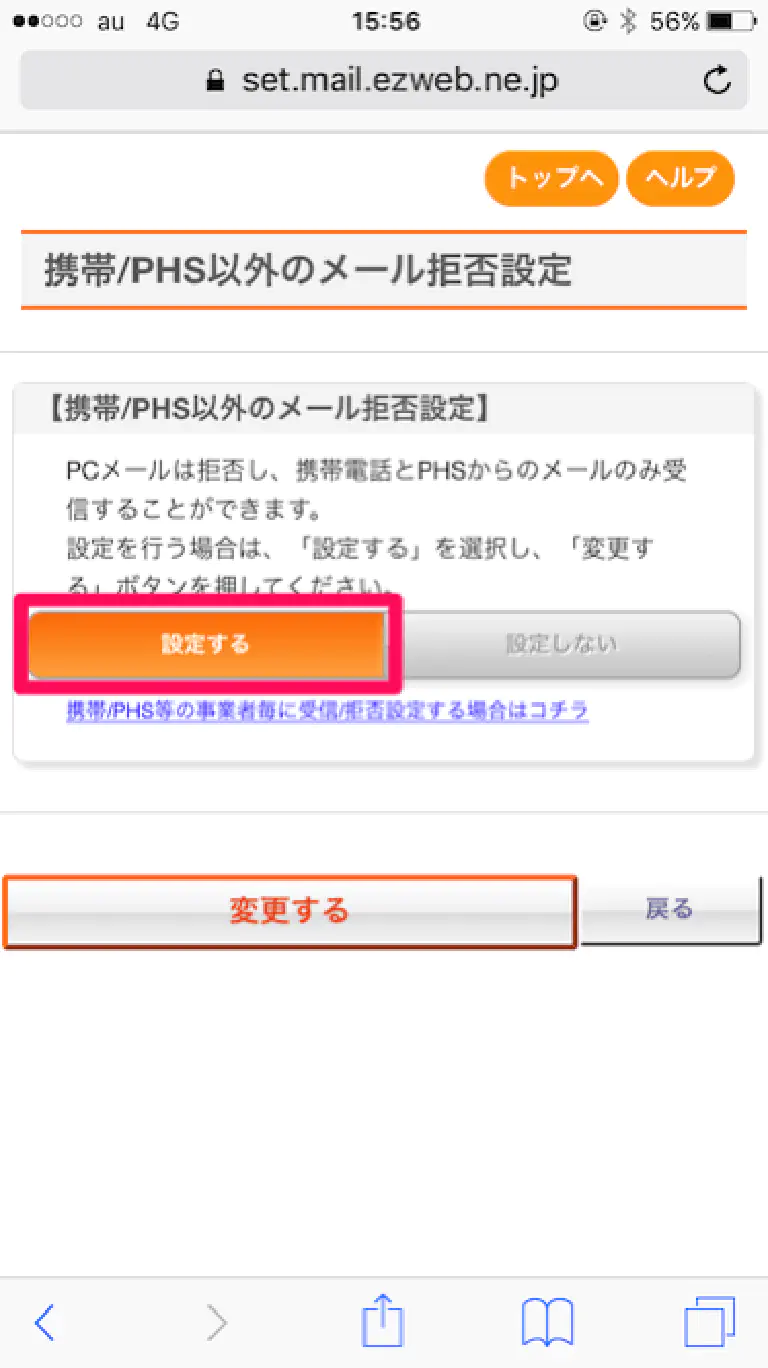 au 4G 15:56 56%
set.mail.ezweb.ne.jp
トップへ ヘルプ
携帯/PHS以外のメール拒否設定
【携帯/PHS以外のメール拒否設定】
PCメールは拒否し、携帯電話とPHSからのメールのみ受
信することができます。
設定を行う場合は、「設定する」を選択し、「変更す
る」ボタンを押してください。
設定する 設定しない
携帯/PHS等の事業者毎に受信/拒否設定する場合はコチラ
変更する 戻る